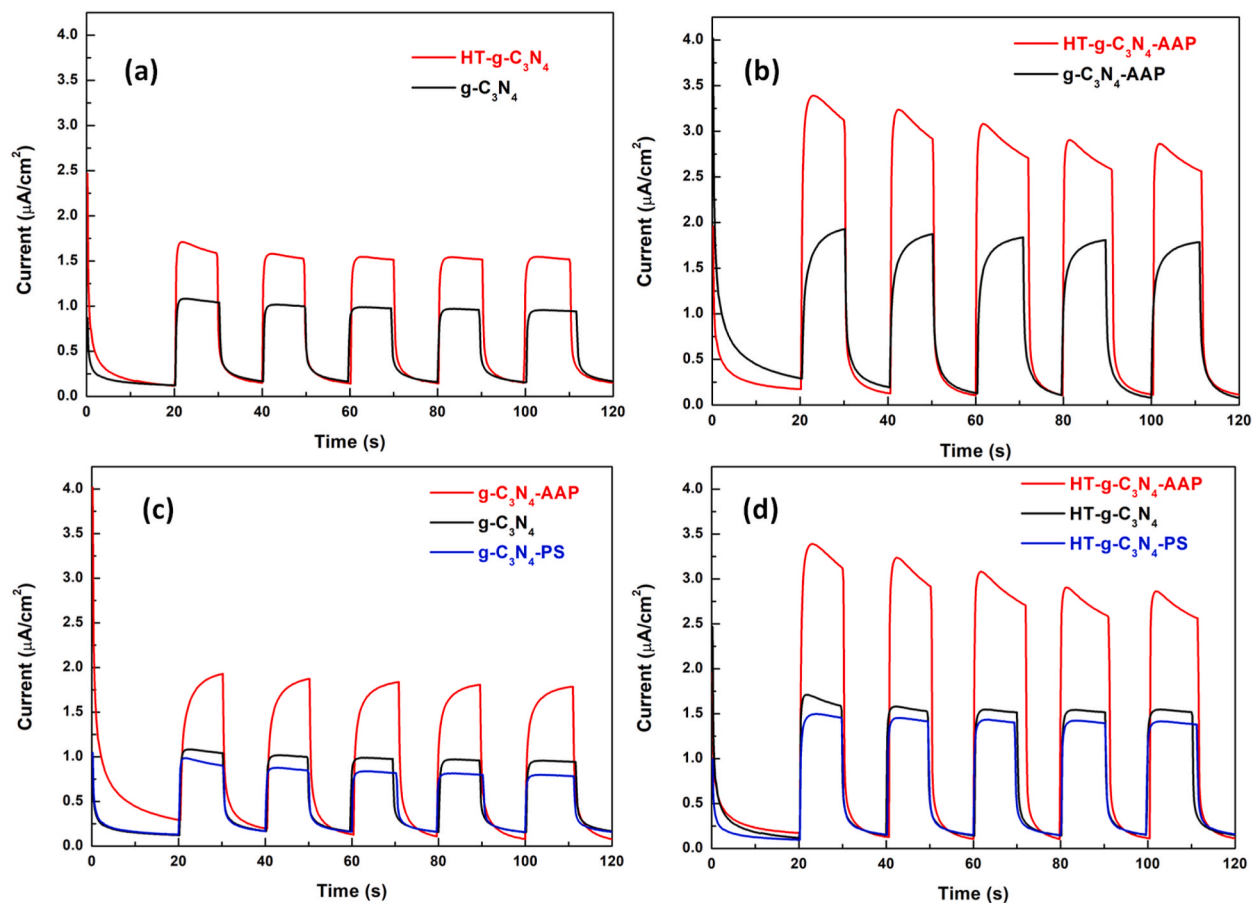 (a)
HT-g-C₃N₄
g-C₃N₄
4.0
3.5
3.0
2.5
2.0
1.5
1.0
0.5
0.0
Current (μA/cm²)
0 20 40 60 80 100 120
Time (s)
(b)
HT-g-C₃N₄-AAP
g-C₃N₄-AAP
4.0
3.5
3.0
2.5
2.0
1.5
1.0
0.5
0.0
Current (μA/cm²)
0 20 40 60 80 100 120
Time (s)
(c)
g-C₃N₄-AAP
g-C₃N₄
g-C₃N₄-PS
4.0
3.5
3.0
2.5
2.0
1.5
1.0
0.5
0.0
Current (μA/cm²)
0 20 40 60 80 100 120
Time (s)
(d)
HT-g-C₃N₄-AAP
HT-g-C₃N₄
HT-g-C₃N₄-PS
4.0
3.5
3.0
2.5
2.0
1.5
1.0
0.5
0.0
Current (μA/cm²)
0 20 40 60 80 100 120
Time (s)